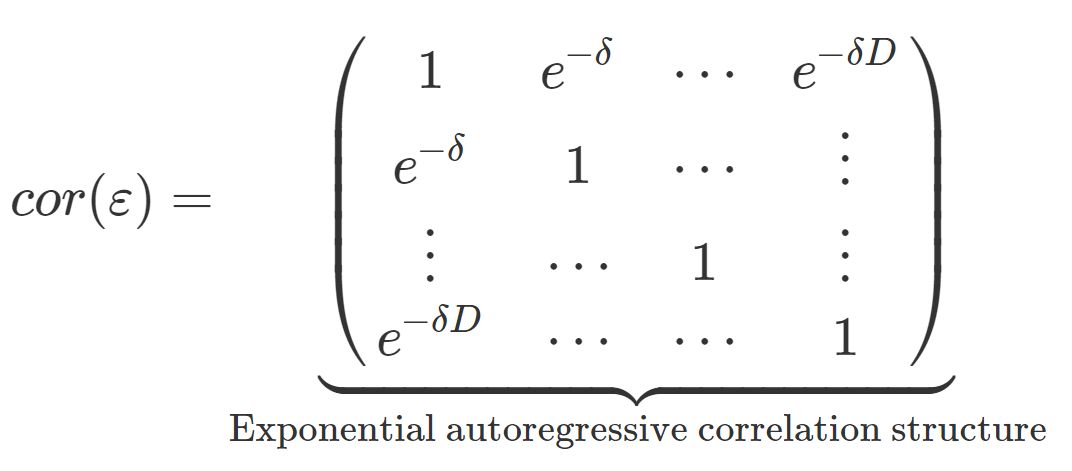 1 e^{−δ} ⋯ e^{−δD}
e^{−δ} 1 ⋯ ⋮
cor(ε) =
⋮ ⋯ 1 ⋮
e^{−δD} ⋯ ⋯ 1
Exponential autoregressive correlation structure